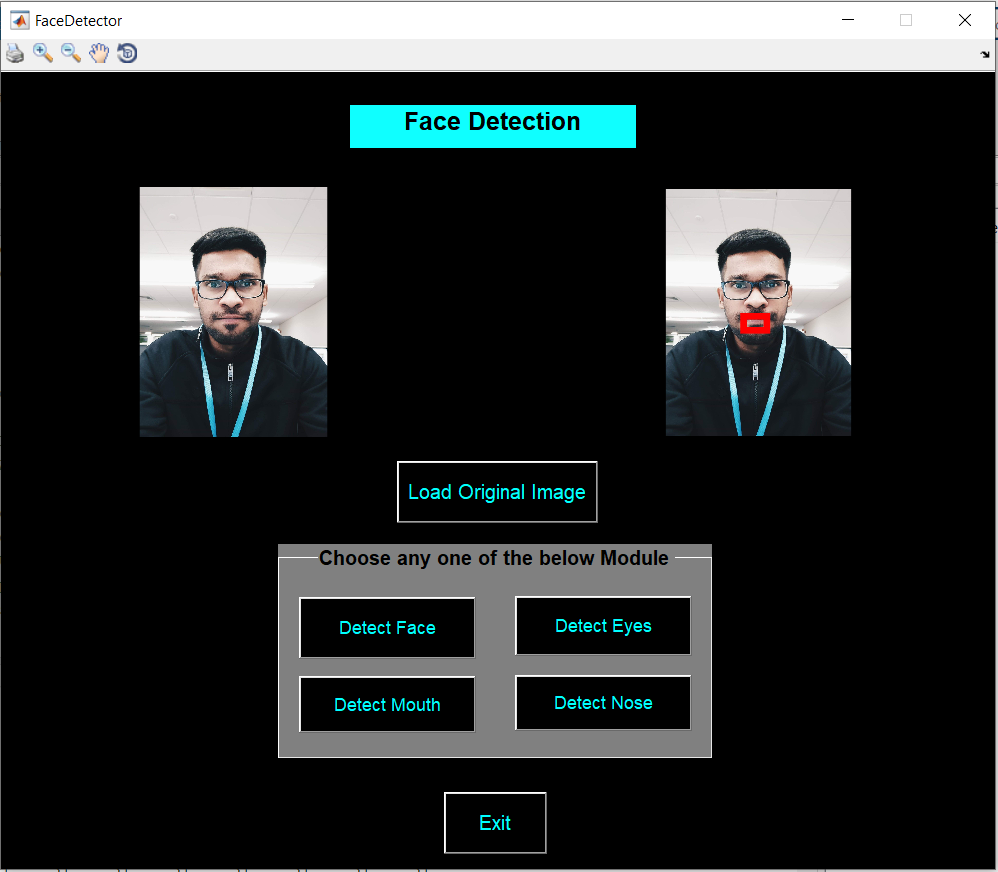 FaceDetector
Face Detection
Load Original Image
Choose any one of the below Module
Detect Face
Detect Eyes
Detect Mouth
Detect Nose
Exit